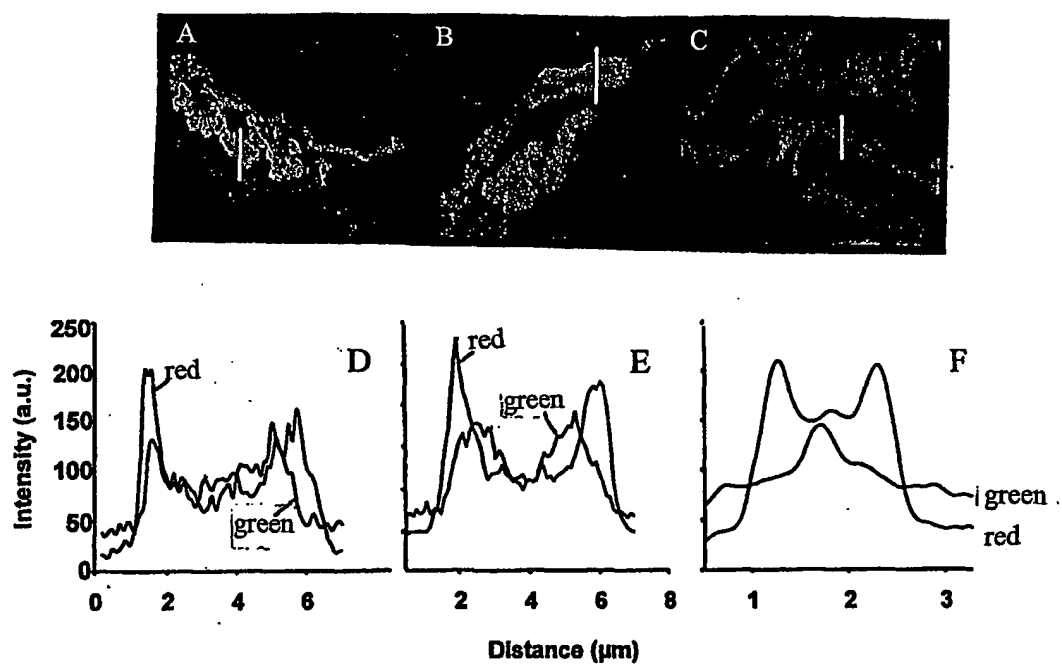 A B C
250
200
150
100
50
0
Intensity (a.u.)
red D
green
red E
green
F
green
red
0 2 4 6
2 4 6 8
1 2 3
Distance (µm)